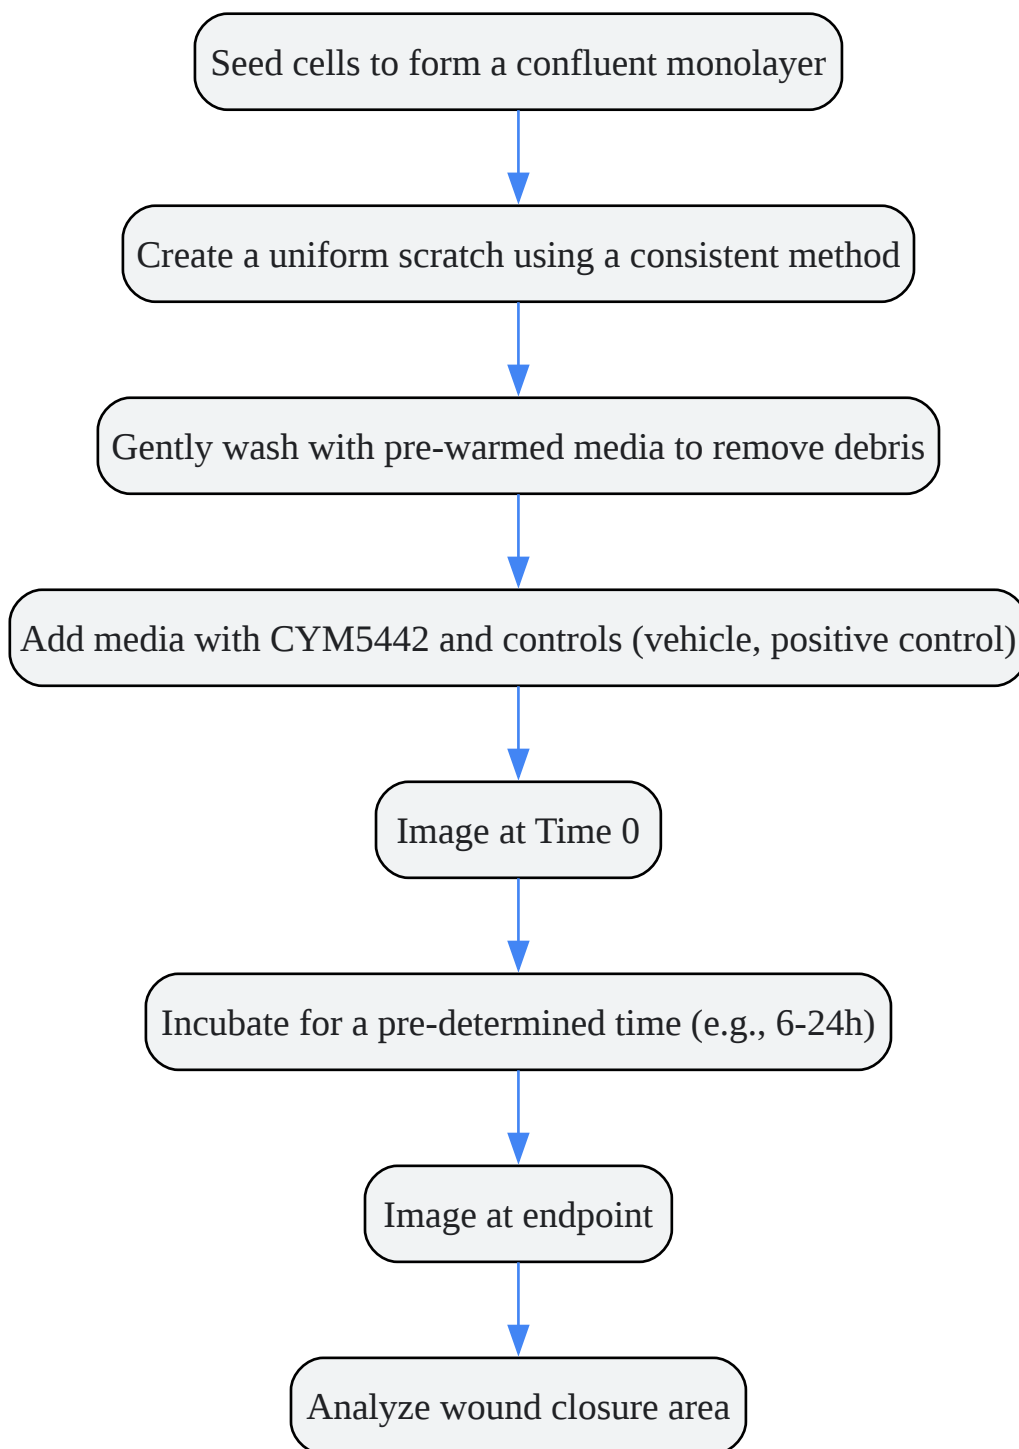 Seed cells to form a confluent monolayer
Create a uniform scratch using a consistent method
Gently wash with pre-warmed media to remove debris
Add media with CYM5442 and controls (vehicle, positive control)
Image at Time 0
Incubate for a pre-determined time (e.g., 6-24h)
Image at endpoint
Analyze wound closure area